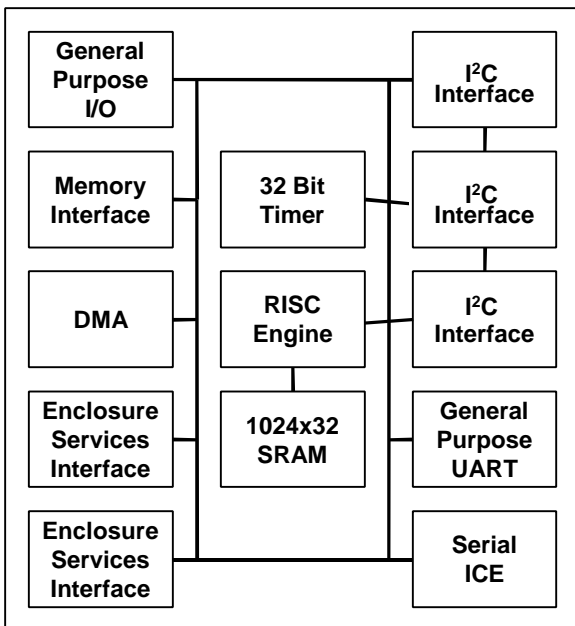 General
Purpose
I/O
I²C
Interface
Memory
Interface
32 Bit
Timer
I²C
Interface
DMA
RISC
Engine
I²C
Interface
Enclosure
Services
Interface
1024x32
SRAM
General
Purpose
UART
Enclosure
Services
Interface
Serial
ICE